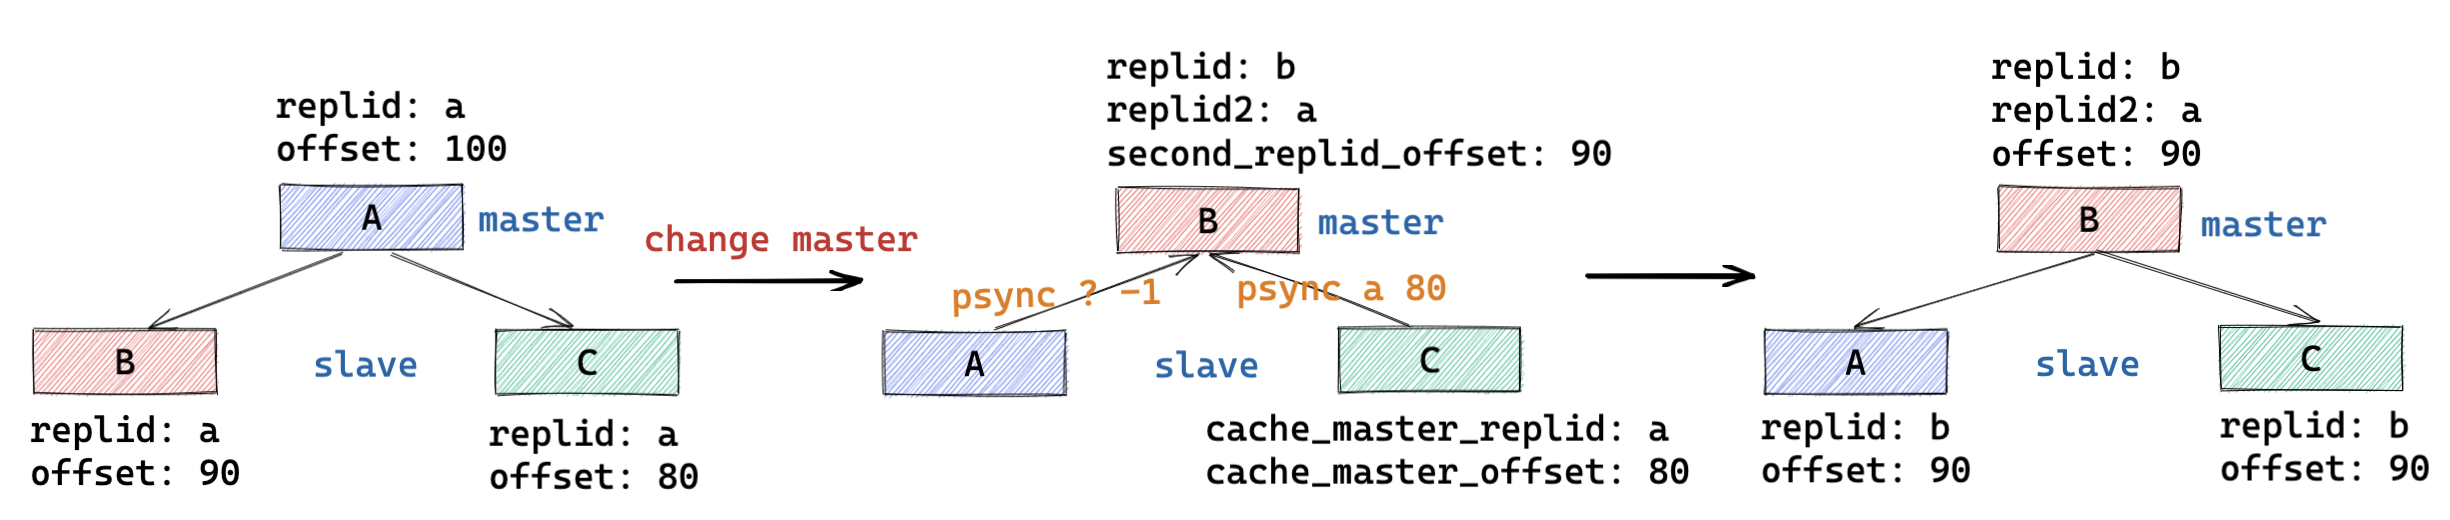 replid: a
offset: 100
A
master
B
slave
C
replid: a
offset: 90
replid: a
offset: 80
change master
replid: b
replid2: a
second_replid_offset: 90
B
master
psync ? -1
psync a 80
A
slave
C
cache_master_replid: a
cache_master_offset: 80
replid: b
replid2: a
offset: 90
B
master
A
slave
C
replid: b
offset: 90
replid: b
offset: 90